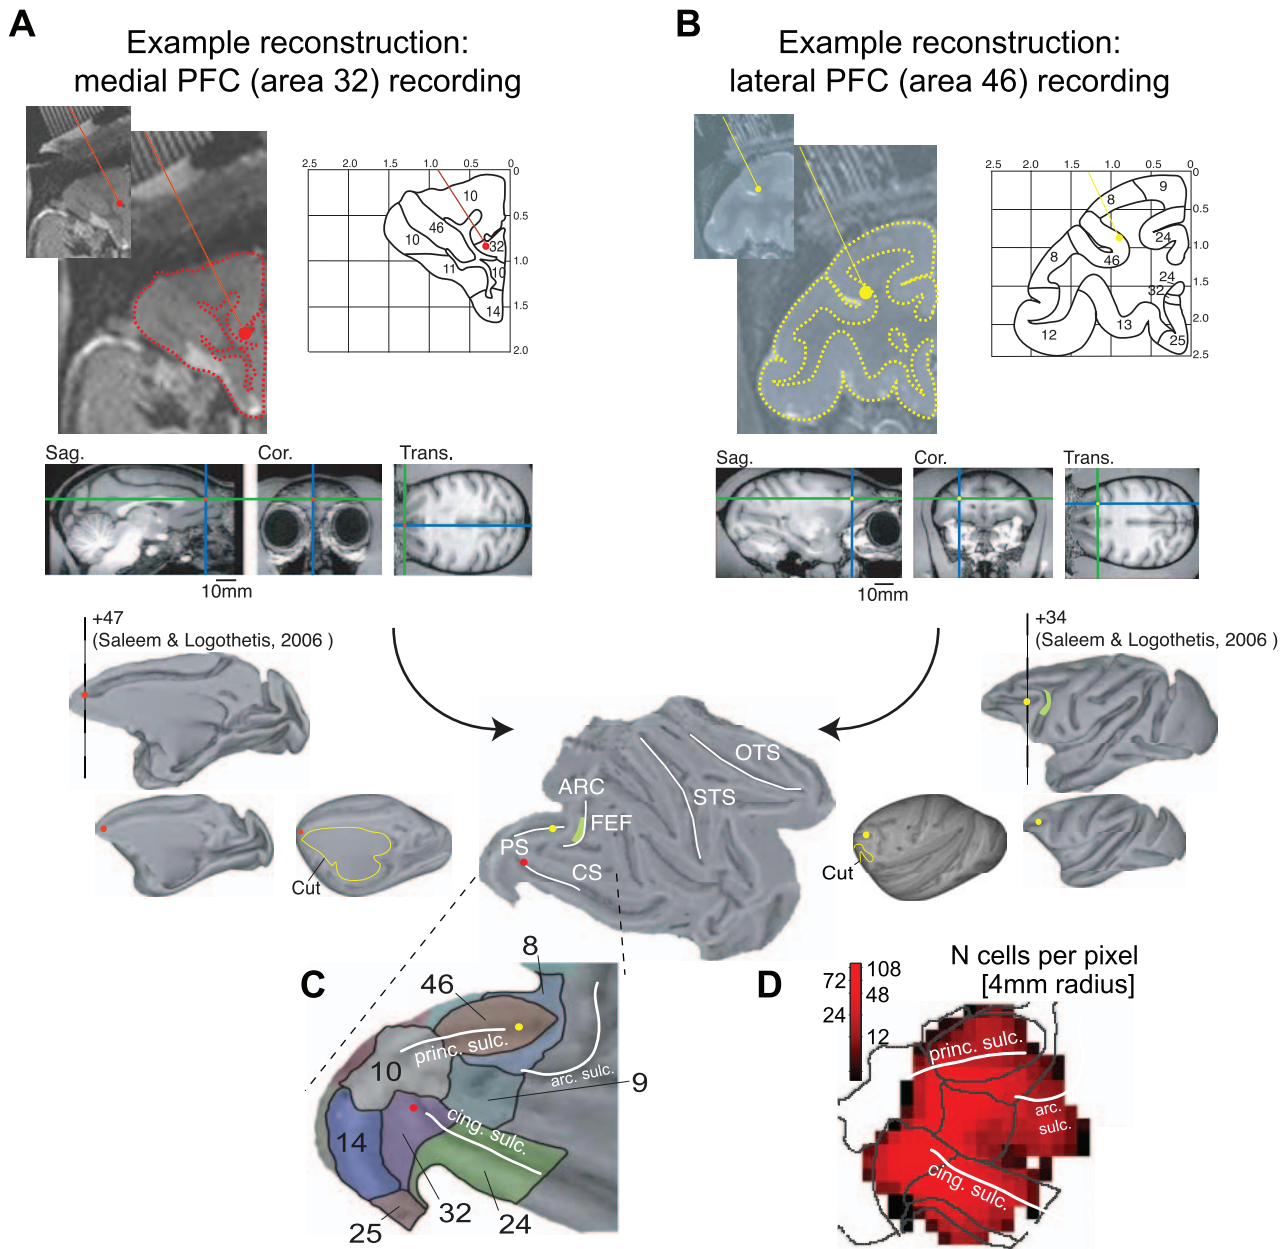 A
Example reconstruction:
medial PFC (area 32) recording
2.5 2.0 1.5 1.0 0.5 0
0
0.5
1.0
1.5
2.0
10
46
10
32
11
10
14
B
Example reconstruction:
lateral PFC (area 46) recording
2.5 2.0 1.5 1.0 0.5 0
0
0.5
1.0
1.5
2.0
2.5
9
8
24
46
8
24
32
13
12
25
Sag.
Cor.
Trans.
10mm
Sag.
Cor.
Trans.
10mm
+47
(Saleem & Logothetis, 2006 )
+34
(Saleem & Logothetis, 2006 )
Cut
OTS
STS
ARC
FEF
PS
CS
Cut
C
8
46
princ. sulc.
10
arc. sulc.
9
cing. sulc.
14
32
24
25
D
N cells per pixel
[4mm radius]
108
72
48
24
12
princ. sulc.
arc.
sulc.
cing. sulc.